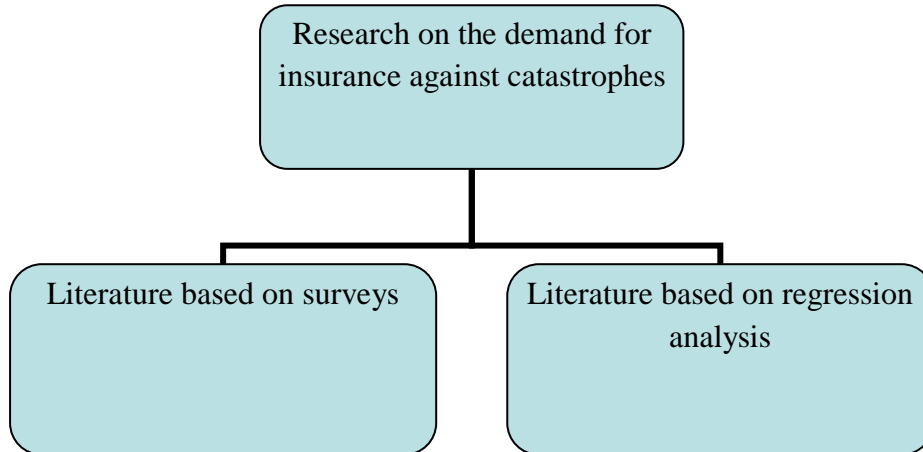 Research on the demand for
insurance against catastrophes
Literature based on surveys
Literature based on regression
analysis